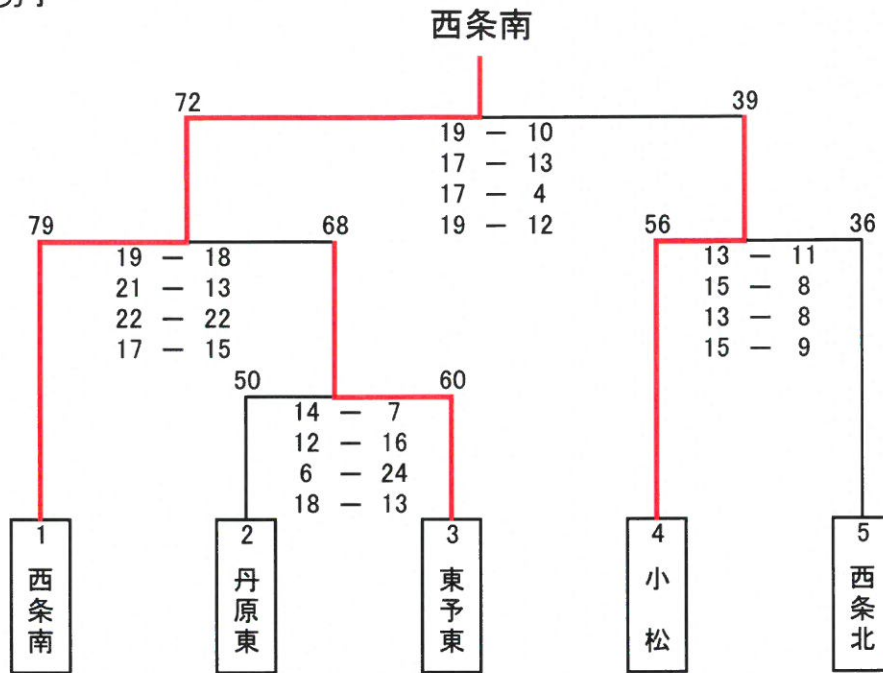 西条南
72 39
19 － 10
17 － 13
17 － 4
19 － 12
79 68
19 － 18
21 － 13
22 － 22
17 － 15
56 36
13 － 11
15 － 8
13 － 8
15 － 9
50 60
14 － 7
12 － 16
6 － 24
18 － 13
1 西条南
2 丹原東
3 東予東
4 小松
5 西条北